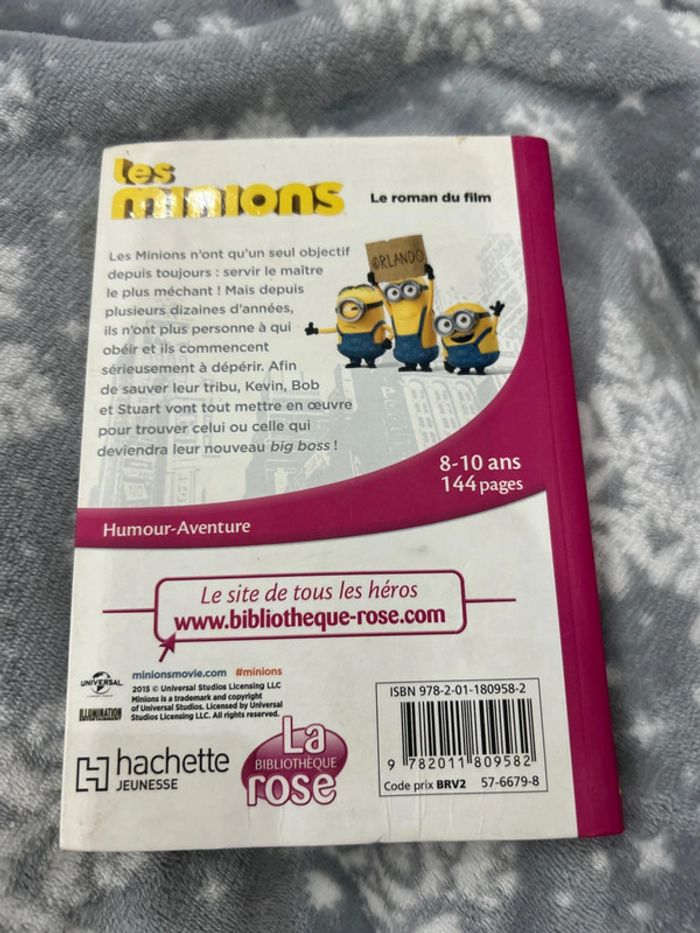 les
minions
Le roman du film
Les Minions n'ont qu'un seul objectif
depuis toujours : servir le maître
le plus méchant ! Mais depuis
plusieurs dizaines d'années,
ils n'ont plus personne à qui
obéir et ils commencent
sérieusement à dépérir. Afin
de sauver leur tribu, Kevin, Bob
et Stuart vont tout mettre en œuvre
pour trouver celui ou celle qui
deviendra leur nouveau big boss !
ORLANDO
8-10 ans
144 pages
Humour-Aventure
Le site de tous les héros
www.bibliotheque-rose.com
UNIVERSAL
minionsmovie.com #minions
2015 © Universal Studios Licensing LLC
Minions is a trademark and copyright
of Universal Studios. Licensed by Universal
Studios Licensing LLC. All rights reserved.
ILLUMINATION
ENTERTAINMENT
hachette
JEUNESSE
La
BIBLIOTHÈQUE
rose
ISBN 978-2-01-180958-2
9 782011 809582
Code prix BRV2 57-6679-8